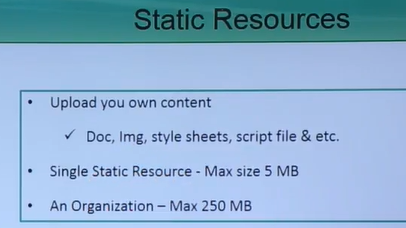 Static Resources
• Upload you own content
✓ Doc, Img, style sheets, script file & etc.
• Single Static Resource - Max size 5 MB
• An Organization – Max 250 MB